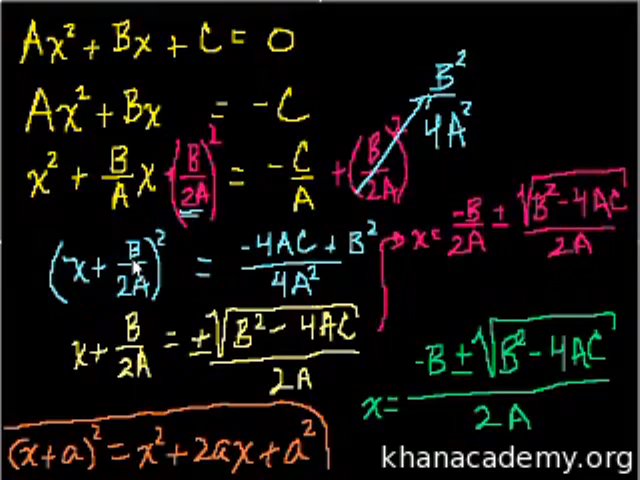 Ax² + Bx + C = 0
Ax² + Bx = -C
x² + B/A x (B/2A)² = -C/A + (B/2A)²
B²/4A²
(x + B/2A)² = (-4AC + B²)/4A²
x = -B/2A ± √(B² - 4AC)/2A
x + B/2A = ±√(B² - 4AC)/2A
x = (-B ± √(B² - 4AC))/2A
(x + a)² = x² + 2ax + a²
khanacademy.org